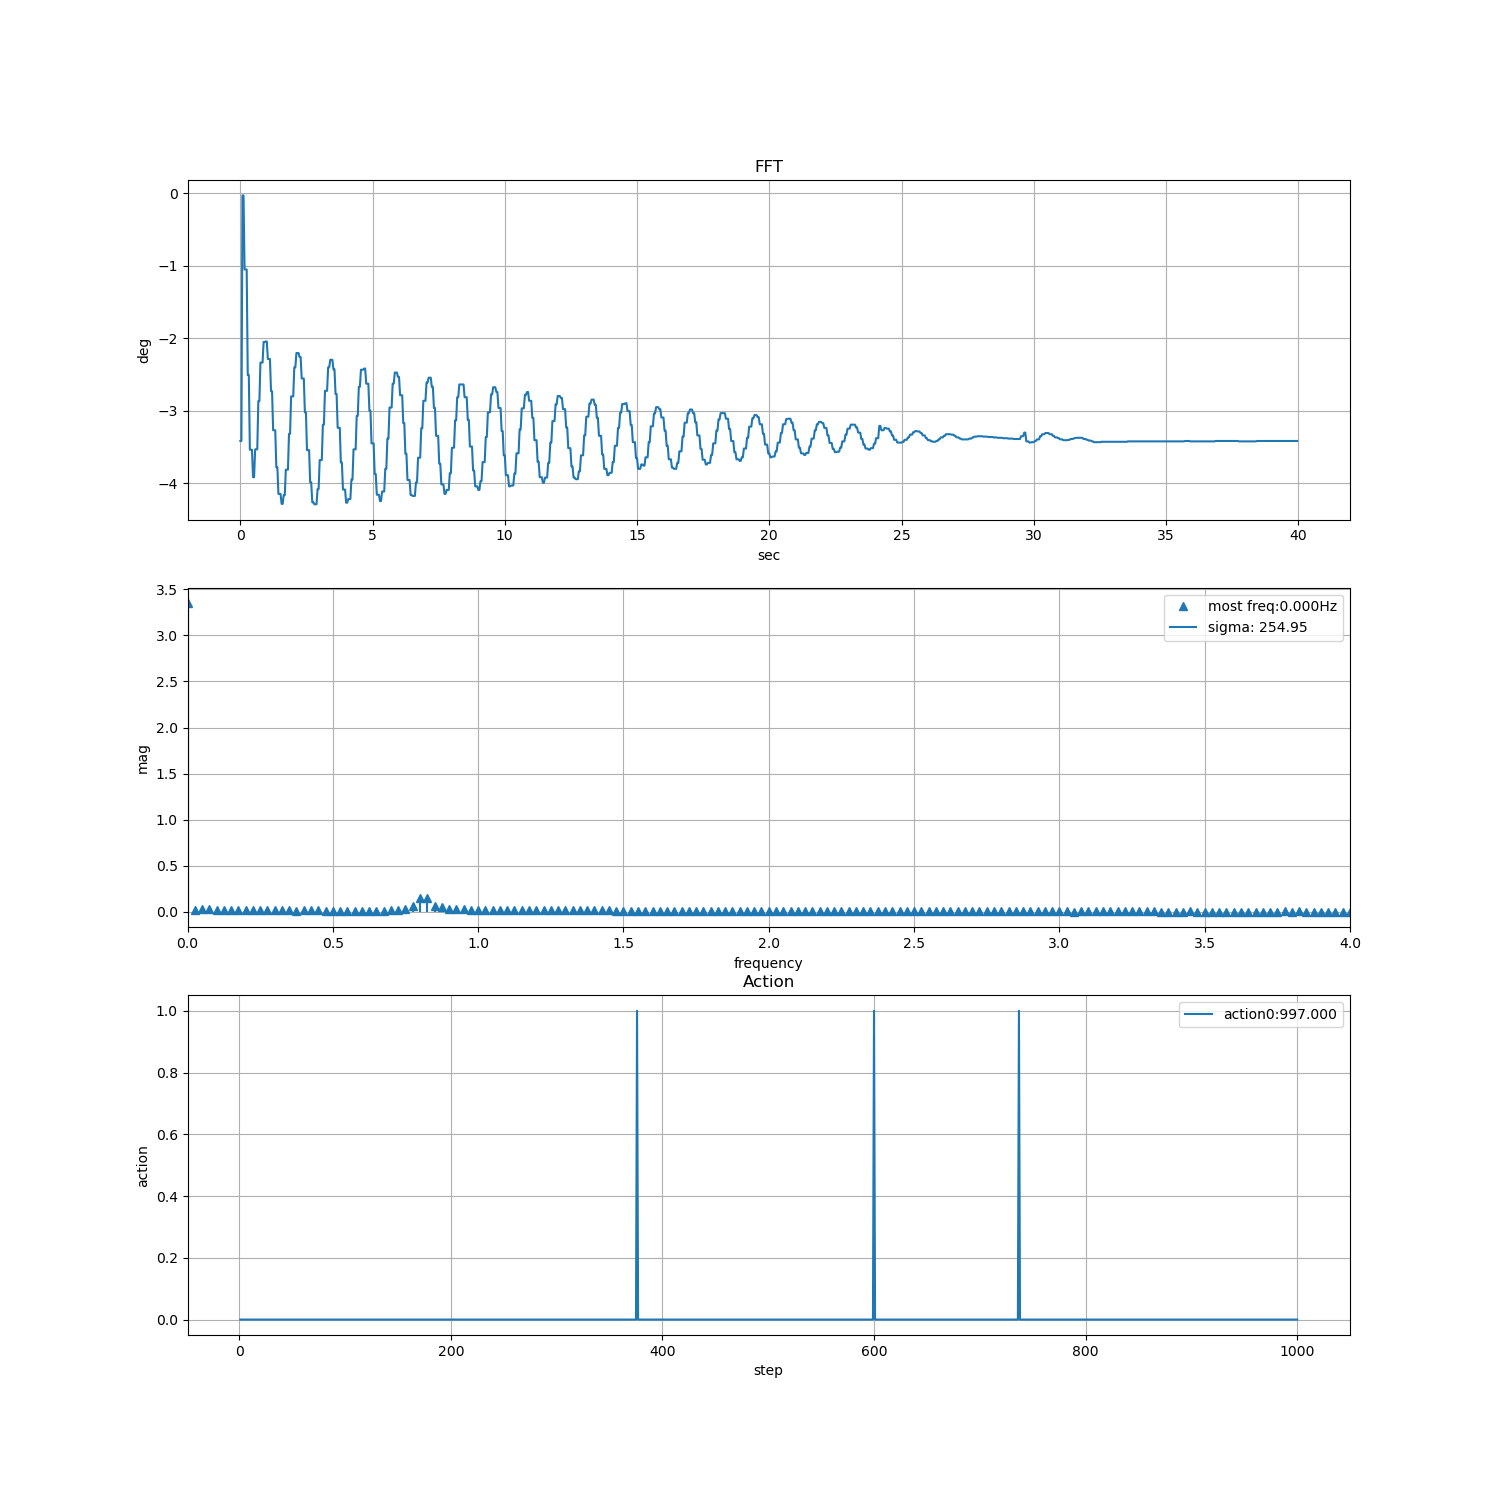 FFT
0
−1
−2
−3
−4
deg
0 5 10 15 20 25 30 35 40
sec
3.5
3.0
2.5
2.0
1.5
1.0
0.5
0.0
mag
most freq:0.000Hz
sigma: 254.95
0.0 0.5 1.0 1.5 2.0 2.5 3.0 3.5 4.0
frequency
Action
1.0
0.8
0.6
0.4
0.2
0.0
action
action0:997.000
0 200 400 600 800 1000
step